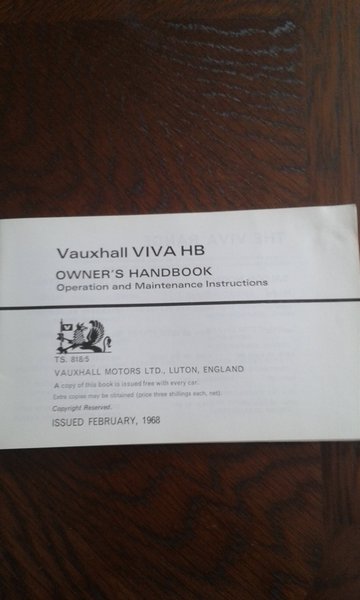 Vauxhall VIVA HB
OWNER'S HANDBOOK
Operation and Maintenance Instructions
TS. 818/5
VAUXHALL MOTORS LTD., LUTON, ENGLAND
A copy of this book is issued free with every car.
Extra copies may be obtained (price three shillings each, net)
Copyright Reserved.
ISSUED FEBRUARY, 1968